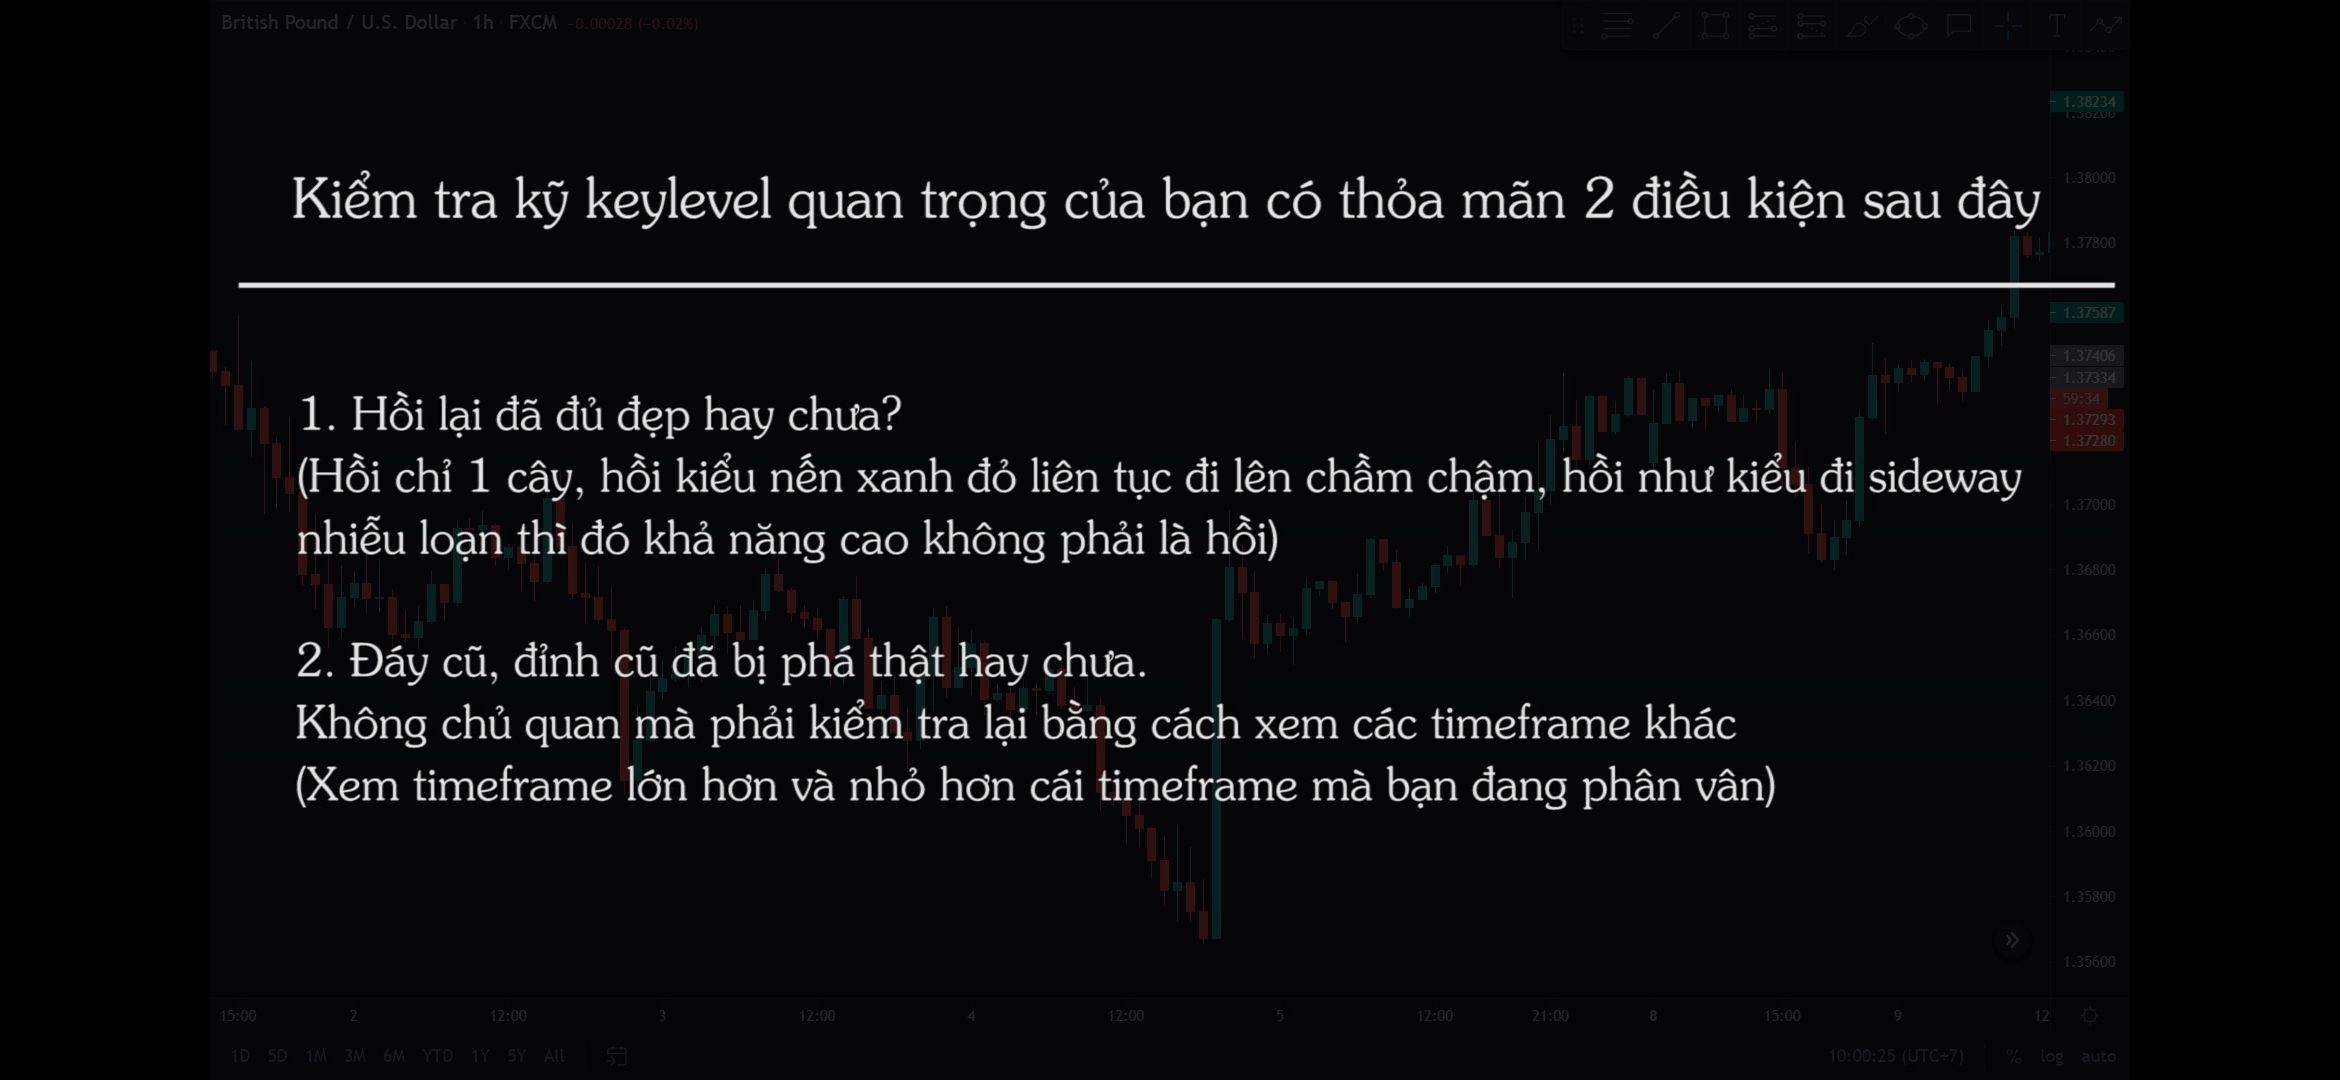 British Pound / U.S. Dollar · 1h · FXCM −0.00028 (−0.02%)
1.38234
1.38200
Kiểm tra kỹ keylevel quan trọng của bạn có thỏa mãn 2 điều kiện sau đây
1.38000
1.37800
1.37587
1.37406
1.37334
59:34
1.37293
1.37280
1. Hồi lại đã đủ đẹp hay chưa?
(Hồi chỉ 1 cây, hồi kiểu nến xanh đỏ liên tục đi lên chầm chậm, hồi như kiểu đi sideway
nhiễu loạn thì đó khả năng cao không phải là hồi)
1.37000
1.36800
1.36600
2. Đáy cũ, đỉnh cũ đã bị phá thật hay chưa.
Không chủ quan mà phải kiểm tra lại bằng cách xem các timeframe khác
(Xem timeframe lớn hơn và nhỏ hơn cái timeframe mà bạn đang phân vân)
1.36400
1.36200
1.36000
1.35800
1.35600
15:00 2 12:00 3 12:00 4 12:00 5 12:00 21:00 8 15:00 9 12
1D 5D 1M 3M 6M YTD 1Y 5Y All 10:00:25 (UTC+7) % log auto